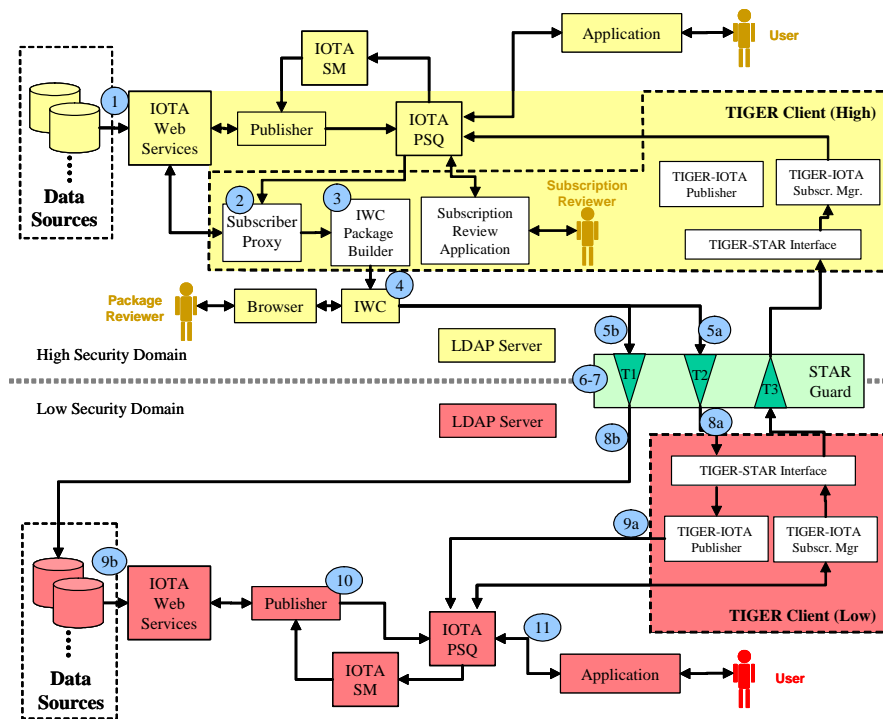 IOTA
SM
Application
User
1
IOTA
Web
Services
Publisher
IOTA
PSQ
TIGER Client (High)
Data
Sources
TIGER-IOTA
Publisher
TIGER-IOTA
Subscr. Mgr.
Subscription
Reviewer
2
Subscriber
Proxy
3
IWC
Package
Builder
Subscription
Review
Application
TIGER-STAR Interface
Package
Reviewer
Browser
IWC
4
5b
5a
LDAP Server
High Security Domain
6-7
T1
T2
T3
STAR
Guard
Low Security Domain
LDAP Server
8b
8a
TIGER-STAR Interface
9a
TIGER-IOTA
Publisher
TIGER-IOTA
Subscr. Mgr
9b
IOTA
Web
Services
Publisher
10
IOTA
PSQ
11
TIGER Client (Low)
Data
Sources
IOTA
SM
Application
User